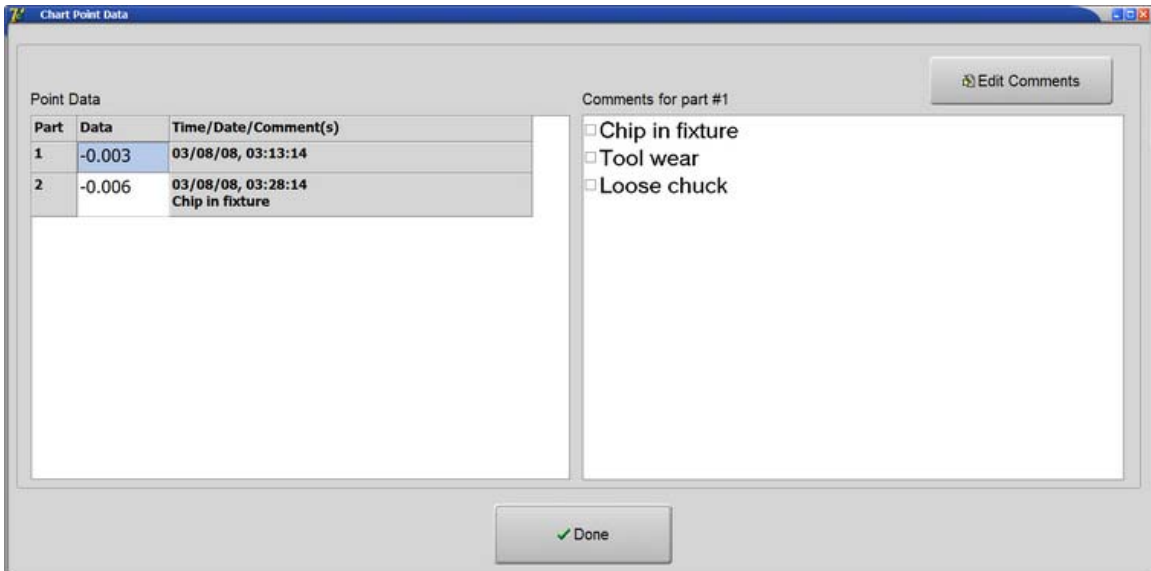 Chart Point Data
Edit Comments
Point Data
Comments for part #1
Part Data Time/Date/Comment(s)
1 -0.003 03/08/08, 03:13:14
2 -0.006 03/08/08, 03:28:14
Chip in fixture
Chip in fixture
Tool wear
Loose chuck
Done